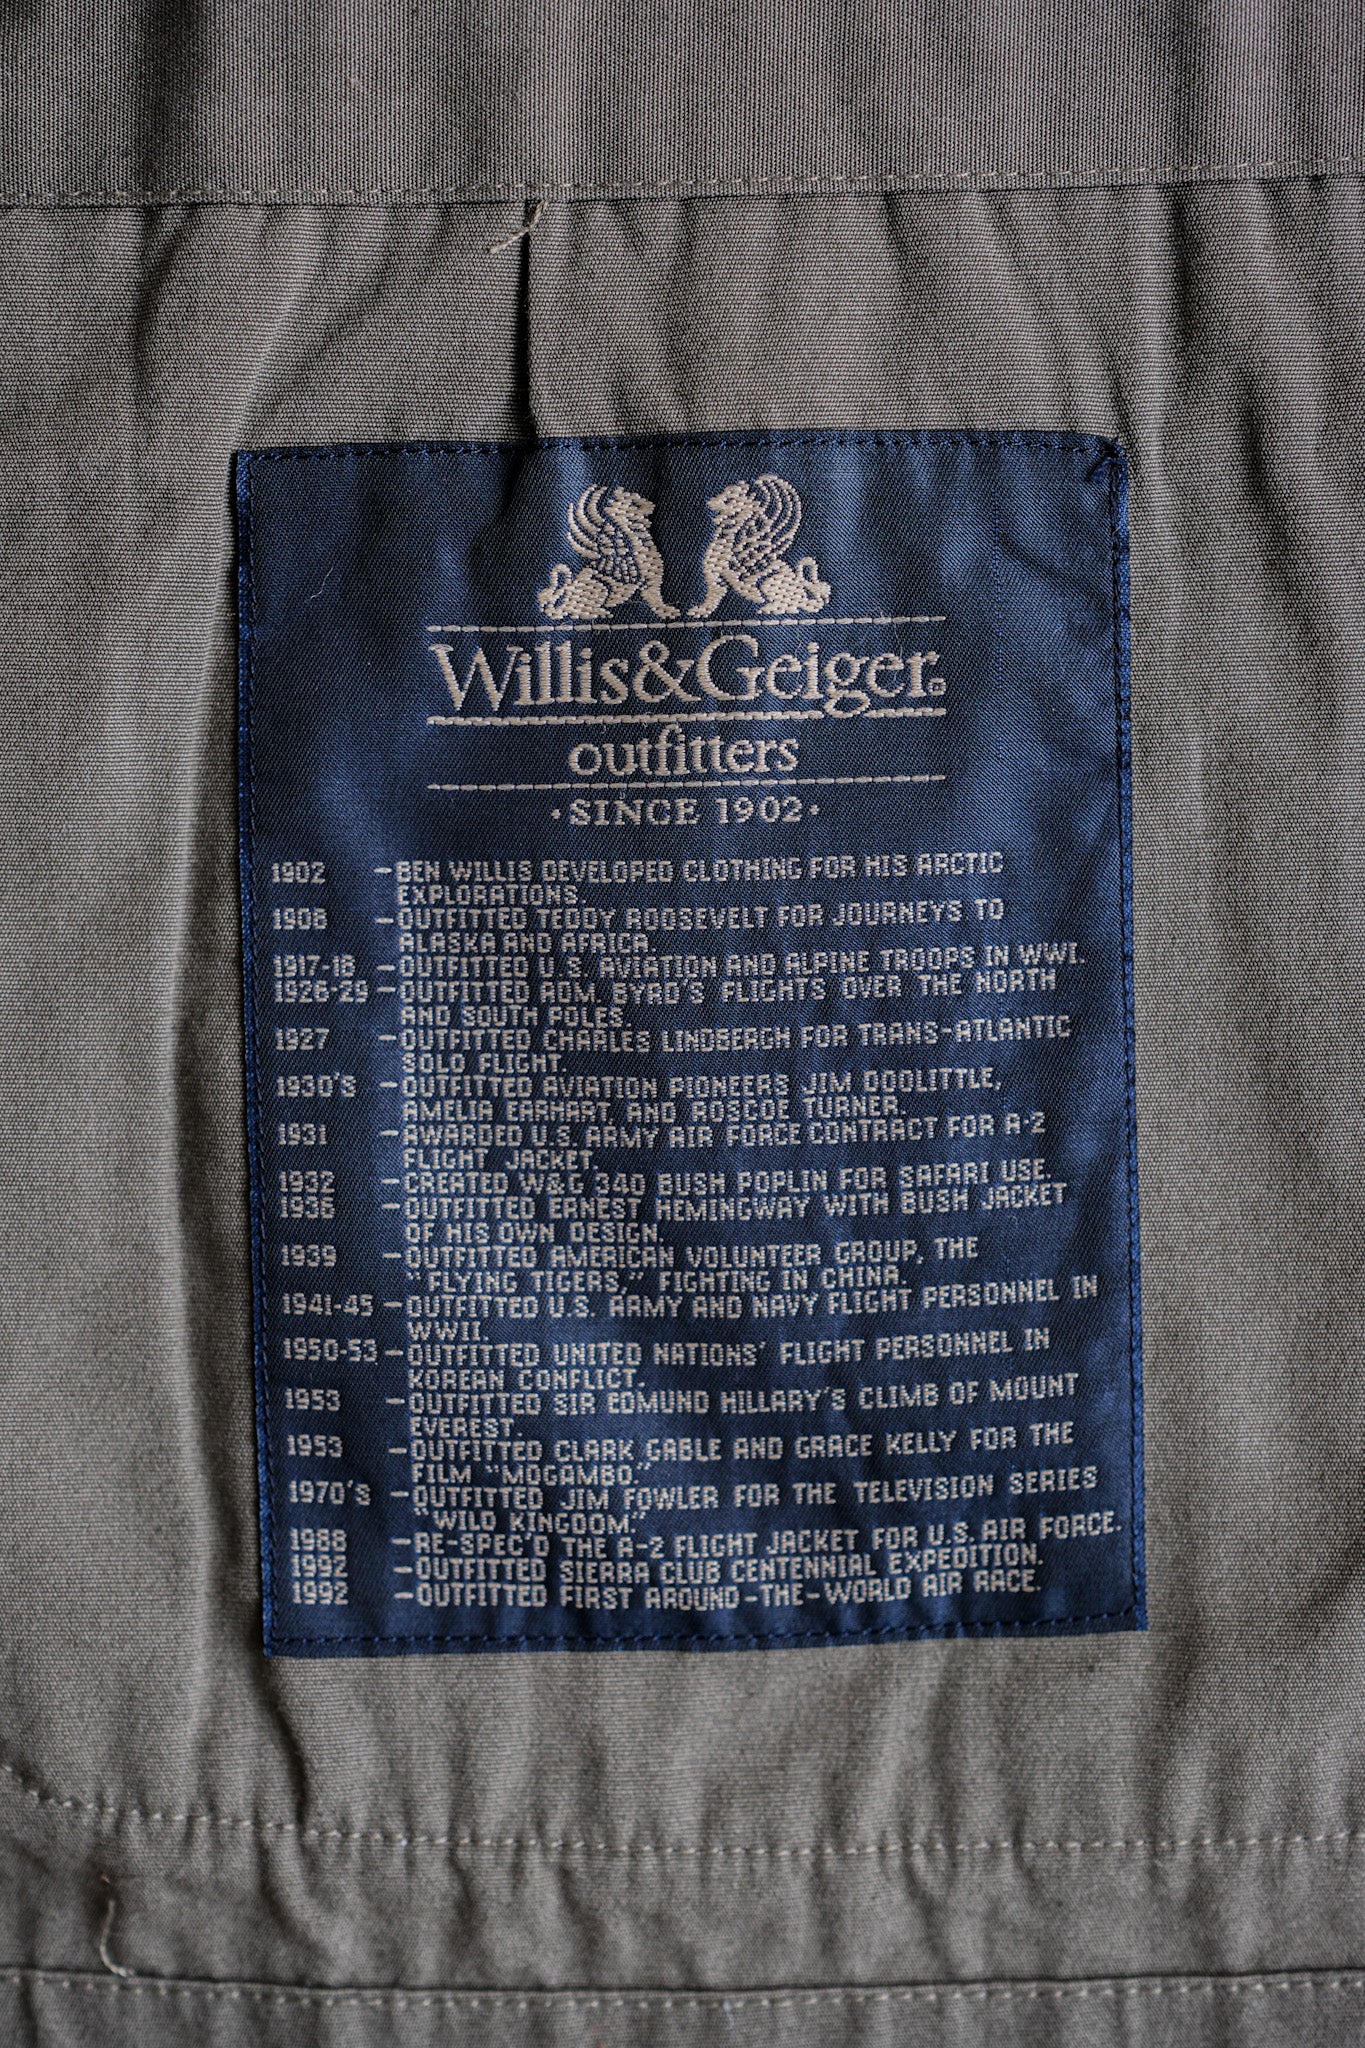 Willis&Geiger®
outfitters
·SINCE 1902·
1902 -BEN WILLIS DEVELOPED CLOTHING FOR HIS ARCTIC
EXPLORATIONS.
1908 -OUTFITTED TEDDY ROOSEVELT FOR JOURNEYS TO
ALASKA AND AFRICA.
1917-18 -OUTFITTED U.S. AVIATION AND ALPINE TROOPS IN WWI.
1926-29 -OUTFITTED ADM. BYRD'S FLIGHTS OVER THE NORTH
AND SOUTH POLES
1927 -OUTFITTED CHARLES LINDBERGH FOR TRANS-ATLANTIC
SOLO FLIGHT.
1930'S -OUTFITTED AVIATION PIONEERS JIM DOOLITTLE,
AMELIA EARHART, AND ROSCOE TURNER.
1931 -AWARDED U.S. ARMY AIR FORCE CONTRACT FOR A-2
FLIGHT JACKET.
1932 -CREATED W&G 340 BUSH POPLIN FOR SAFARI USE.
1936 -OUTFITTED ERNEST HEMINGWAY WITH BUSH JACKET
OF HIS OWN DESIGN.
1939 -OUTFITTED AMERICAN VOLUNTEER GROUP, THE
"FLYING TIGERS," FIGHTING IN CHINA.
1941-45 -OUTFITTED U.S. ARMY AND NAVY FLIGHT PERSONNEL IN
WWII.
1950-53 -OUTFITTED UNITED NATIONS' FLIGHT PERSONNEL IN
KOREAN CONFLICT.
1953 -OUTFITTED SIR EDMUND HILLARY'S CLIMB OF MOUNT
EVEREST.
1953 -OUTFITTED CLARK GABLE AND GRACE KELLY FOR THE
FILM "MOGAMBO."
1970'S -OUTFITTED JIM FOWLER FOR THE TELEVISION SERIES
"WILD KINGDOM."
1988 -RE-SPEC'D THE A-2 FLIGHT JACKET FOR U.S. AIR FORCE.
1992 -OUTFITTED SIERRA CLUB CENTENNIAL EXPEDITION.
1992 -OUTFITTED FIRST AROUND-THE-WORLD AIR RACE.